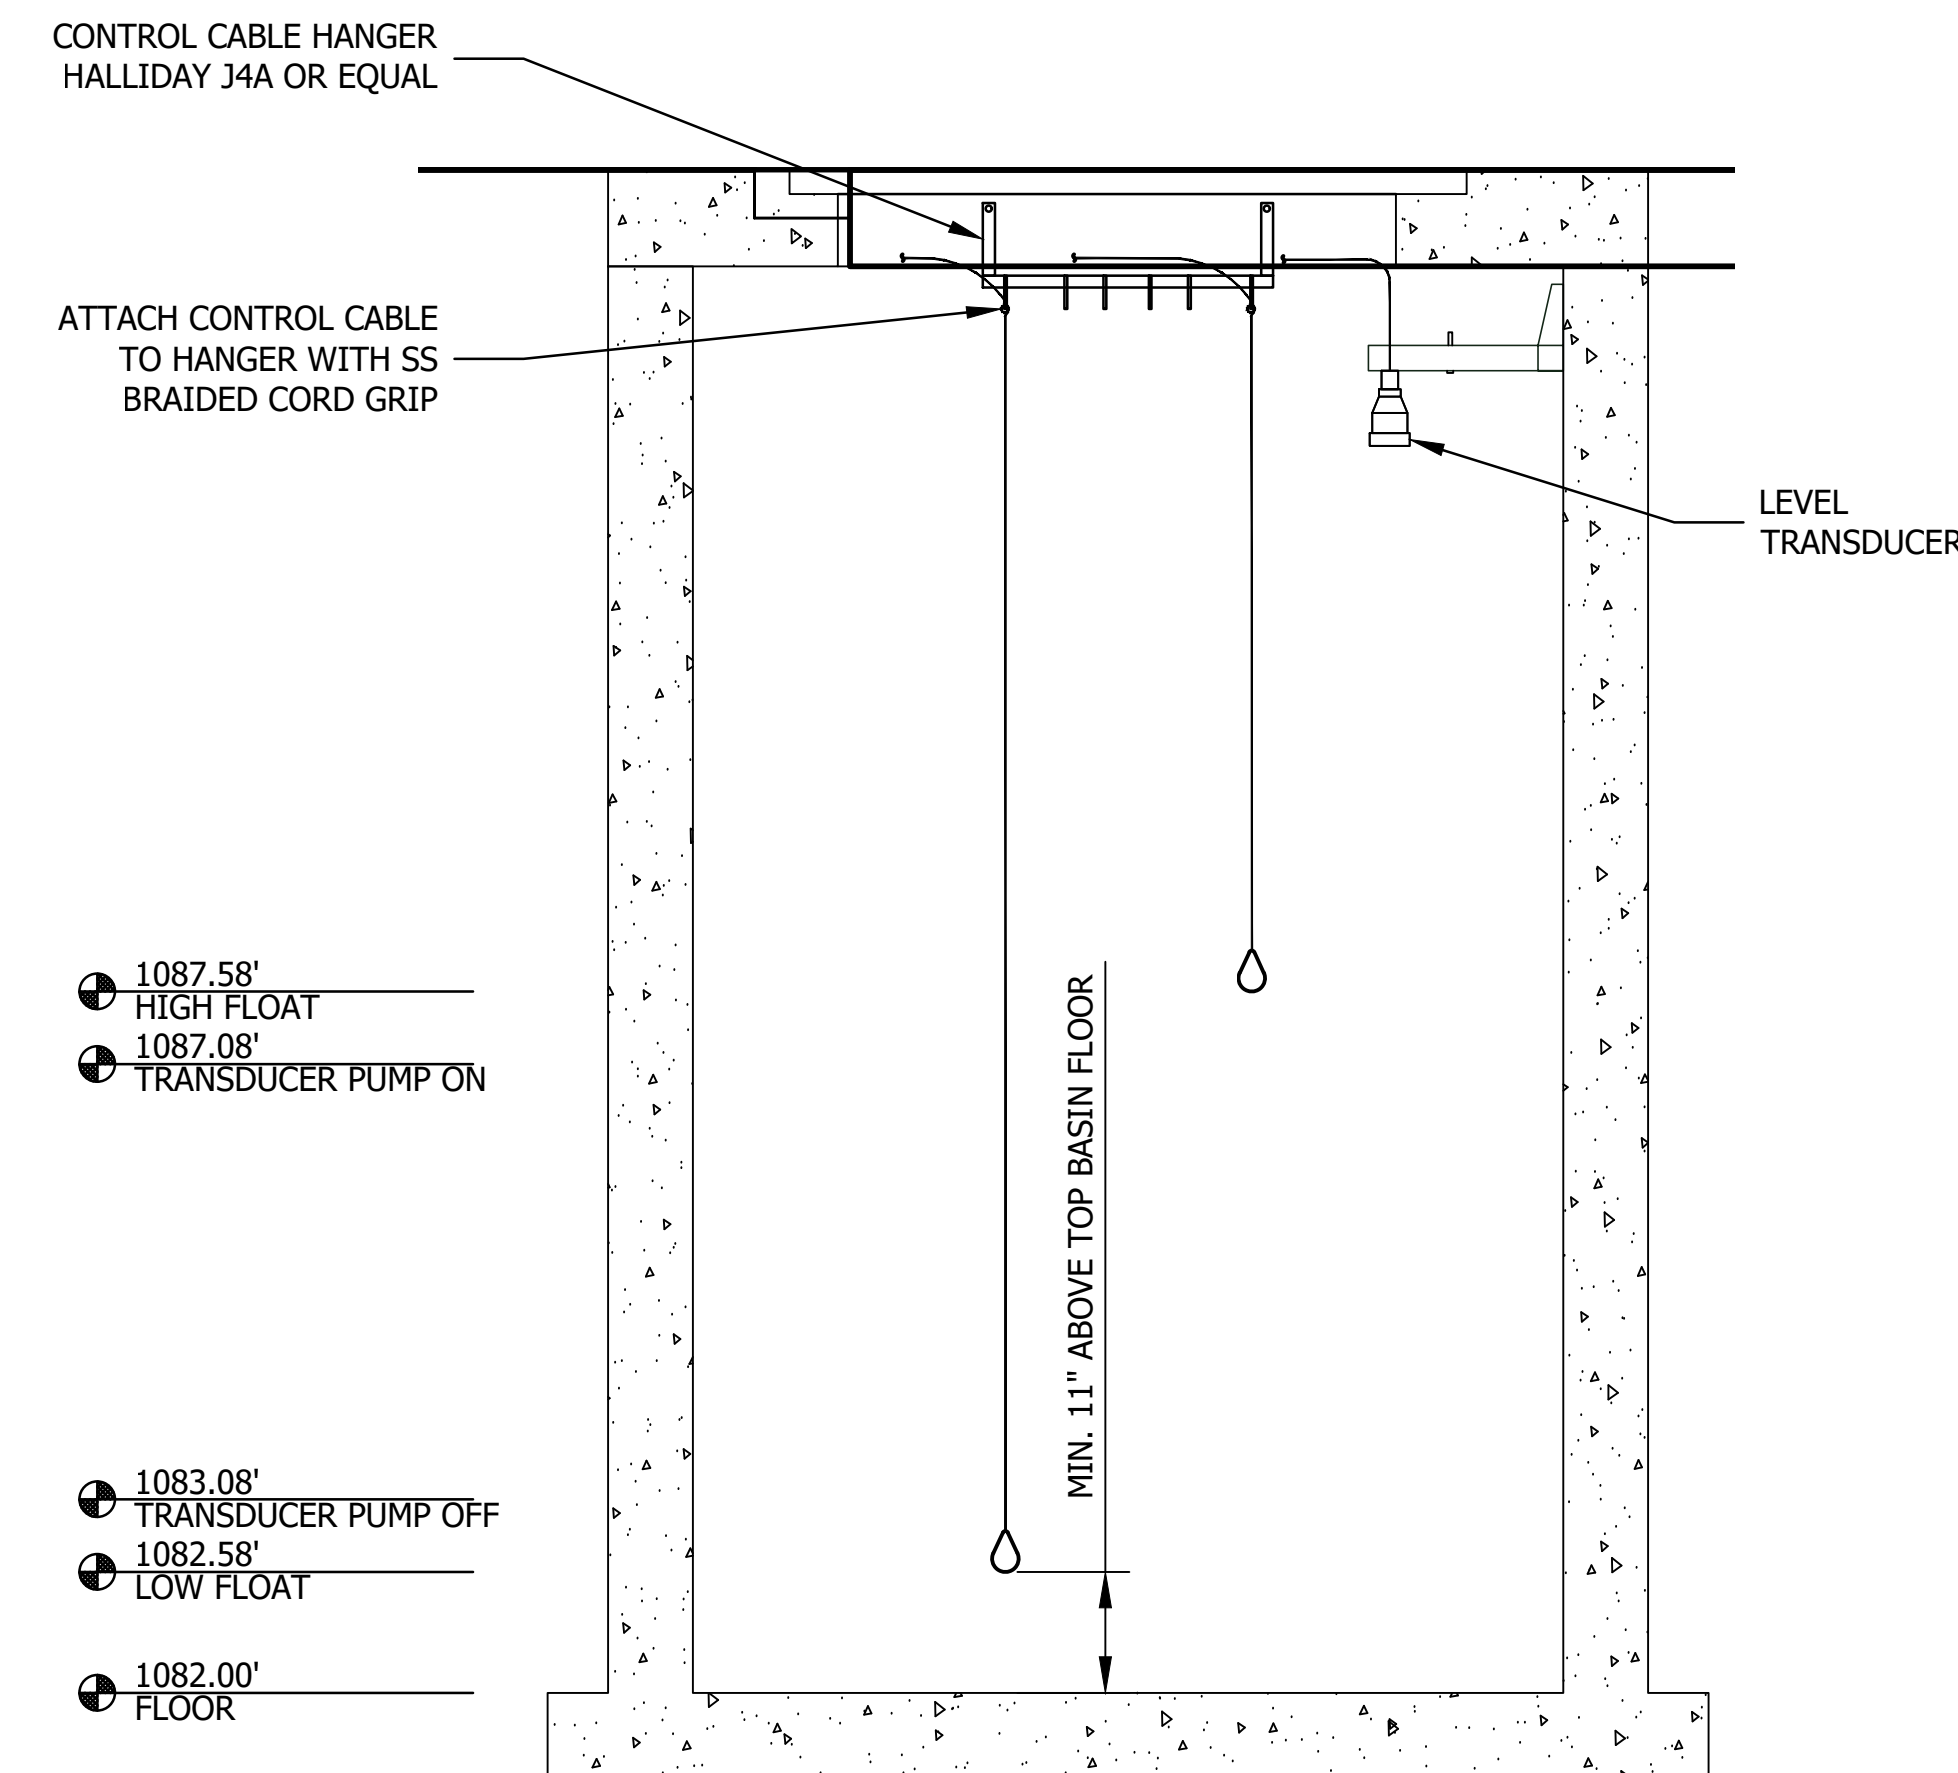 CONTROL CABLE HANGER
HALLIDAY J4A OR EQUAL
ATTACH CONTROL CABLE
TO HANGER WITH SS
BRAIDED CORD GRIP
LEVEL
TRANSDUCER
1087.58'
HIGH FLOAT
1087.08'
TRANSDUCER PUMP ON
MIN. 11" ABOVE TOP BASIN FLOOR
1083.08'
TRANSDUCER PUMP OFF
1082.58'
LOW FLOAT
1082.00'
FLOOR